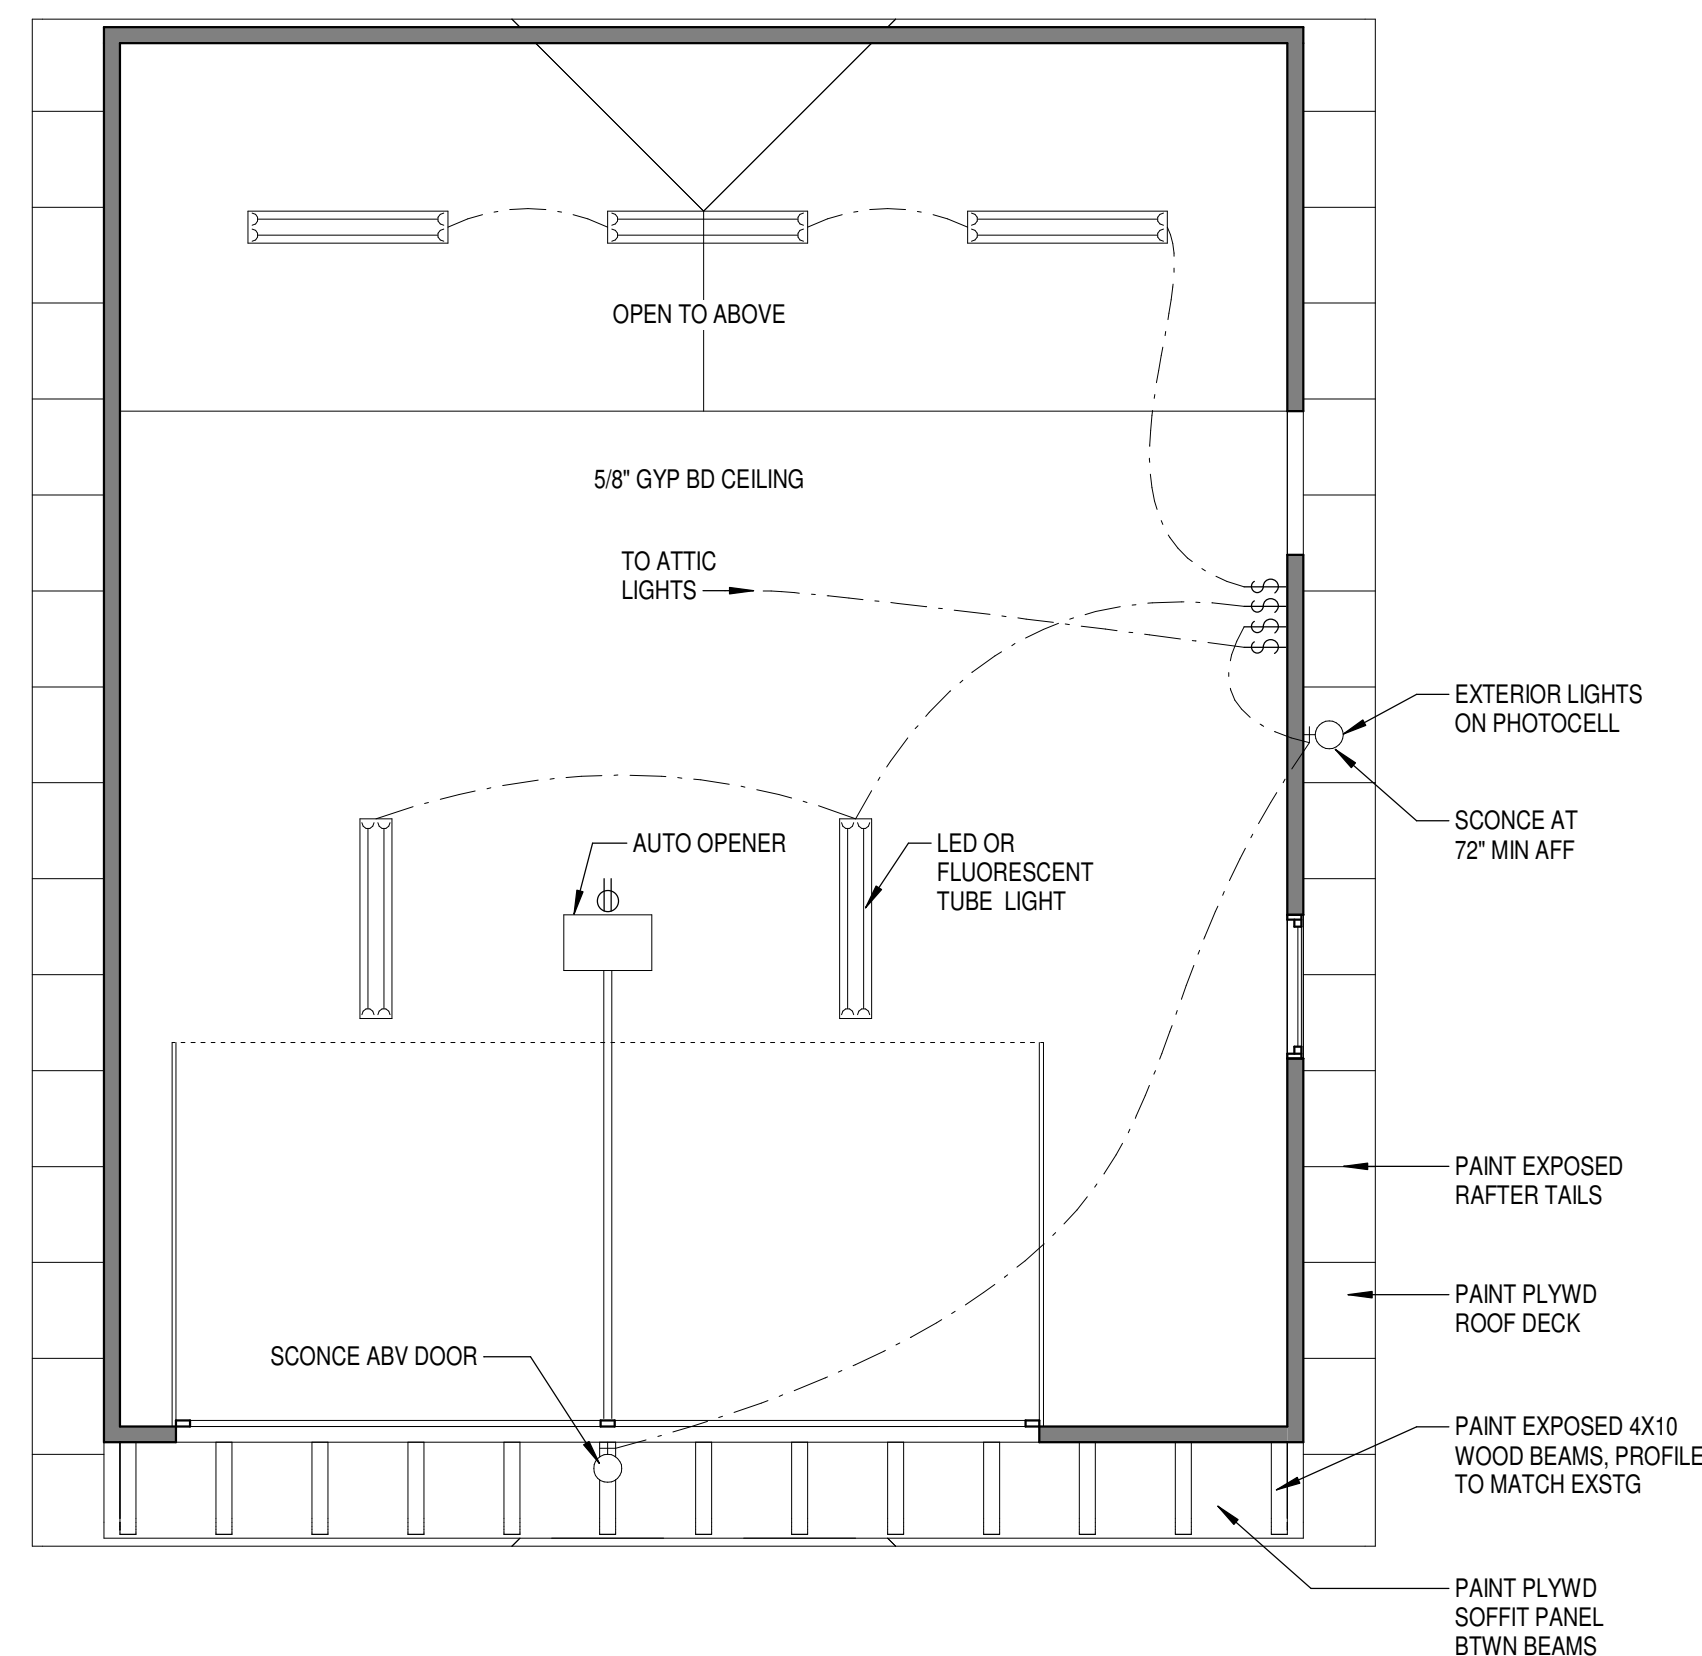 OPEN TO ABOVE
5/8" GYP BD CEILING
TO ATTIC
LIGHTS
$
$
$
$
EXTERIOR LIGHTS
ON PHOTOCELL
SCONCE AT
72" MIN AFF
AUTO OPENER
LED OR
FLUORESCENT
TUBE LIGHT
PAINT EXPOSED
RAFTER TAILS
PAINT PLYWD
ROOF DECK
SCONCE ABV DOOR
PAINT EXPOSED 4X10
WOOD BEAMS, PROFILE
TO MATCH EXSTG
PAINT PLYWD
SOFFIT PANEL
BTWN BEAMS